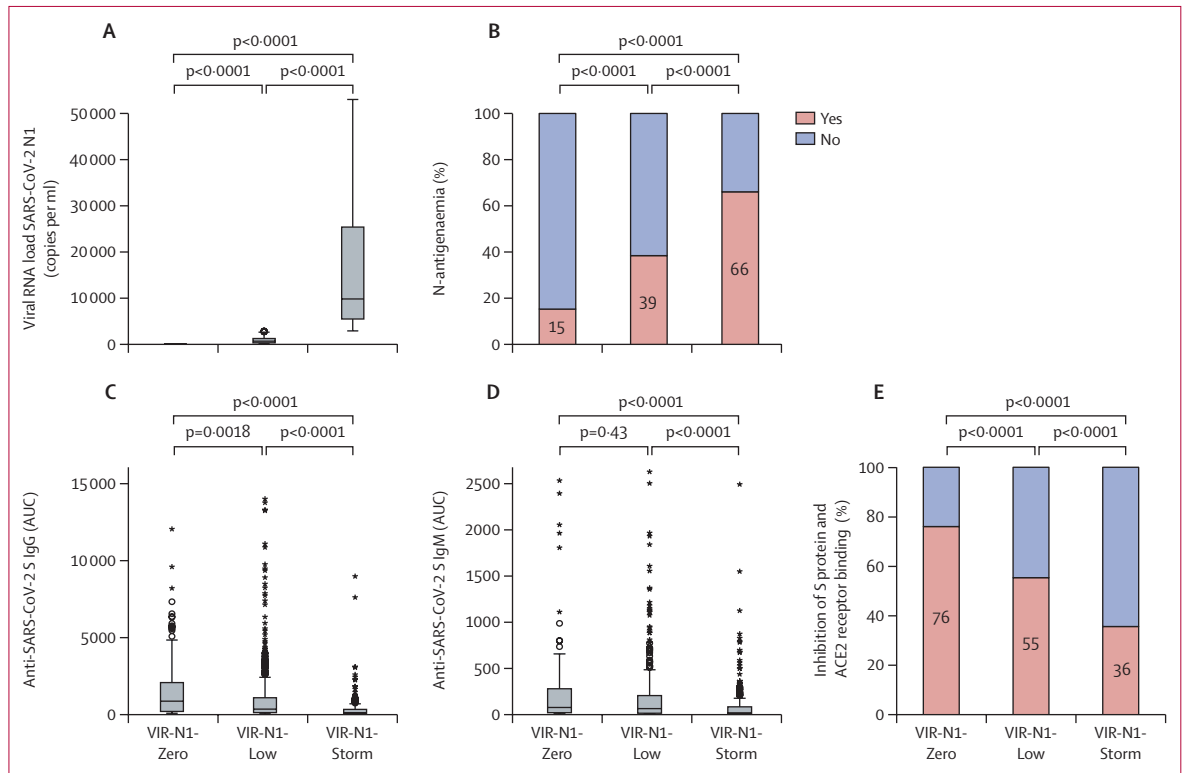 A
p<0·0001
p<0·0001 p<0·0001
Viral RNA load SARS-CoV-2 N1
(copies per ml)
50 000
40 000
30 000
20 000
10 000
0
B
p<0·0001
p<0·0001 p<0·0001
N-antigenaemia (%)
100
80
60
40
20
0
15
39
66
Yes
No
C
p<0·0001
p=0·0018 p<0·0001
Anti-SARS-CoV-2 S IgG (AUC)
15 000
10 000
5000
0
VIR-N1-
Zero
VIR-N1-
Low
VIR-N1-
Storm
D
p<0·0001
p=0·43 p<0·0001
Anti-SARS-CoV-2 S IgM (AUC)
2500
2000
1500
1000
500
0
VIR-N1-
Zero
VIR-N1-
Low
VIR-N1-
Storm
E
p<0·0001
p<0·0001 p<0·0001
Inhibition of S protein and
ACE2 receptor binding (%)
100
80
60
40
20
0
76
55
36
VIR-N1-
Zero
VIR-N1-
Low
VIR-N1-
Storm